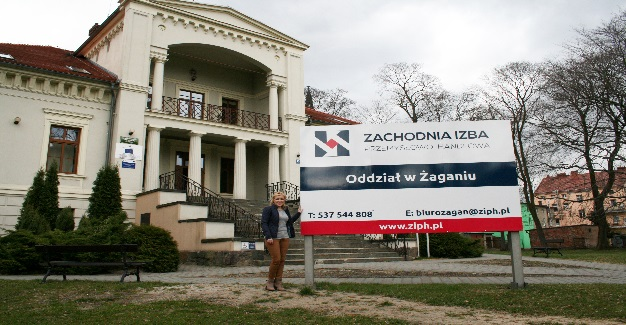 ZACHODNIA IZBA
PRZEMYSŁOWO-HANDLOWA
Oddział w Żaganiu
T: 537 544 808
E: biurozagan@ziph.pl
www.ziph.pl